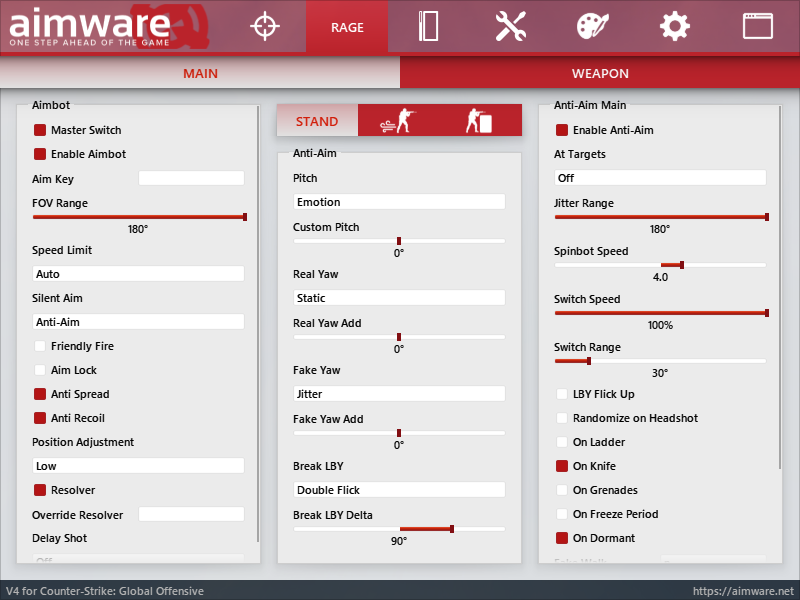 aimware
ONE STEP AHEAD OF THE GAME
RAGE
MAIN
WEAPON
Aimbot
Master Switch
Enable Aimbot
Aim Key
FOV Range
180°
Speed Limit
Auto
Silent Aim
Anti-Aim
Friendly Fire
Aim Lock
Anti Spread
Anti Recoil
Position Adjustment
Low
Resolver
Override Resolver
Delay Shot
Off
STAND
Anti-Aim
Pitch
Emotion
Custom Pitch
0°
Real Yaw
Static
Real Yaw Add
0°
Fake Yaw
Jitter
Fake Yaw Add
0°
Break LBY
Double Flick
Break LBY Delta
90°
Anti-Aim Main
Enable Anti-Aim
At Targets
Off
Jitter Range
180°
Spinbot Speed
4.0
Switch Speed
100%
Switch Range
30°
LBY Flick Up
Randomize on Headshot
On Ladder
On Knife
On Grenades
On Freeze Period
On Dormant
V4 for Counter-Strike: Global Offensive
https://aimware.net